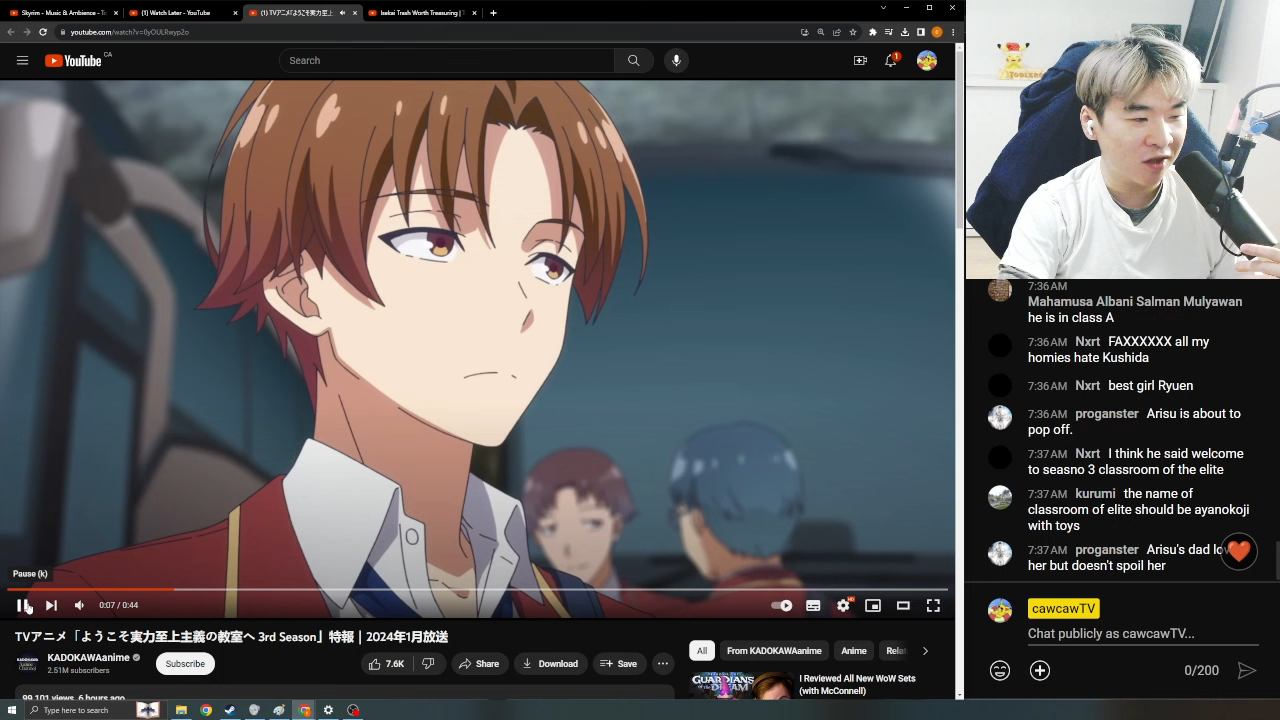 Skyrim - Music & Ambience - Te
(1) Watch Later - YouTube
(1) TVアニメ『ようこそ実力至上
Isekai Trash Worth Treasuring | T
youtube.com/watch?v=0yOULRwyp2o
YouTube CA
Search
1
Pause (k)
0:07 / 0:44
HD
TVアニメ「ようこそ実力至上主義の教室へ 3rd Season」特報｜2024年1月放送
KADOKAWAanime
2.51M subscribers
Subscribe
7.6K
Share
Download
Save
99,101 views 6 hours ago
All
From KADOKAWAanime
Anime
Relat
GUARDIANS
of the DREAM
I Reviewed All New WoW Sets
(with McConnell)
7:36 AM
Mahamusa Albani Salman Mulyawan
he is in class A
7:36 AM Nxrt FAXXXXXX all my
homies hate Kushida
7:36 AM Nxrt best girl Ryuen
7:36 AM proganster Arisu is about to
pop off.
7:37 AM Nxrt I think he said welcome
to seasno 3 classroom of the elite
7:37 AM kurumi the name of
classroom of elite should be ayanokoji
with toys
7:37 AM proganster Arisu's dad lov
her but doesn't spoil her
cawcawTV
Chat publicly as cawcawTV...
0/200
Type here to search